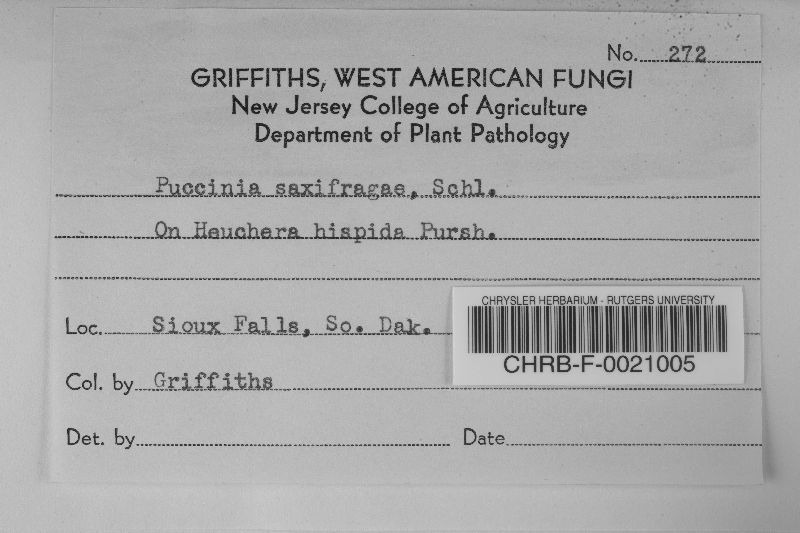 No. 272
GRIFFITHS, WEST AMERICAN FUNGI
New Jersey College of Agriculture
Department of Plant Pathology
Puccinia saxifragae, Schl.
On Heuchera hispida Pursh.
Loc. Sioux Falls, So. Dak.
CHRYSLER HERBARIUM - RUTGERS UNIVERSITY
CHRB-F-0021005
Col. by Griffiths
Det. by Date